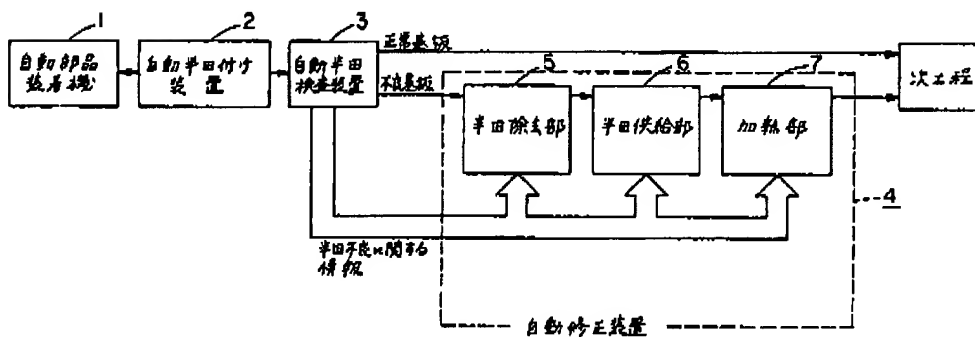 1
2
3
自動部品
装着機
自動半田付け
装置
自動半田
検査装置
正常基板
不良基板
次工程
5
6
7
半田除去部
半田供給部
加熱部
4
半田不良に関する
情報
自動修正装置